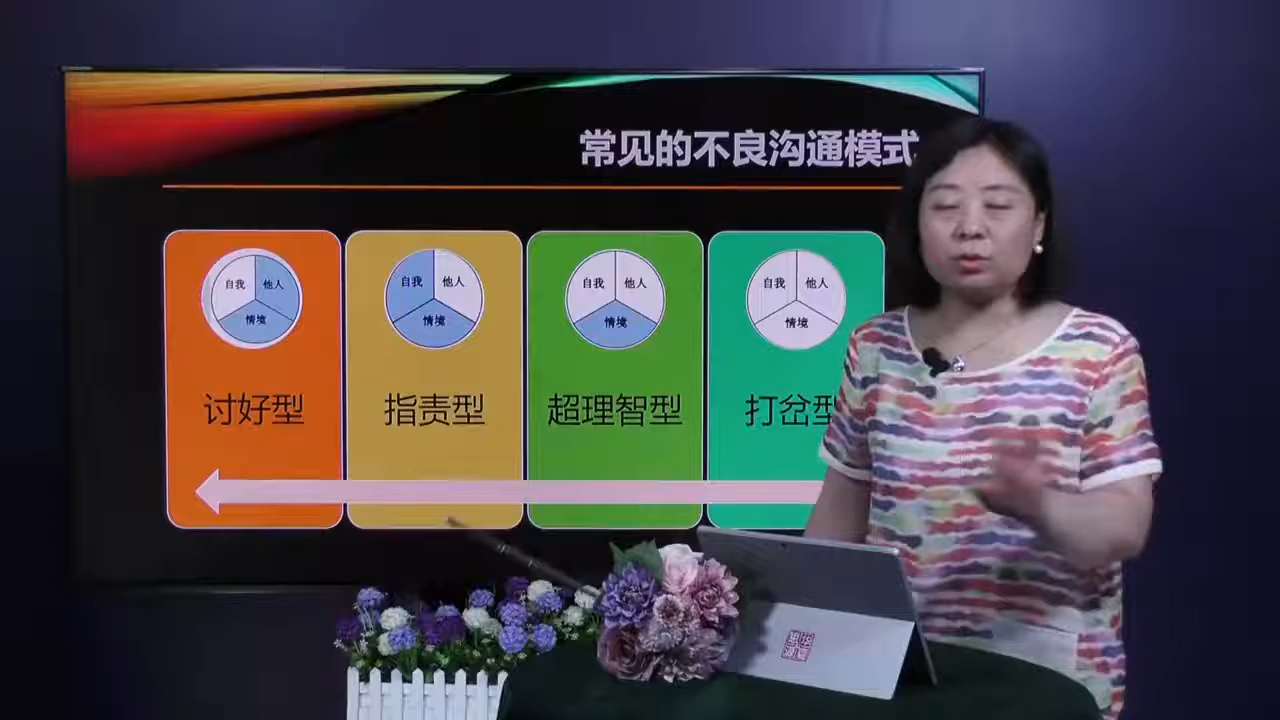 常见的不良沟通模式
自我 他人
情境
讨好型
自我 他人
情境
指责型
自我 他人
情境
超理智型
自我 他人
情境
打岔型